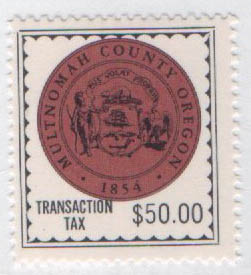 MULTNOMAH COUNTY OREGON
· 1854 ·
TRANSACTION
TAX
$50.00